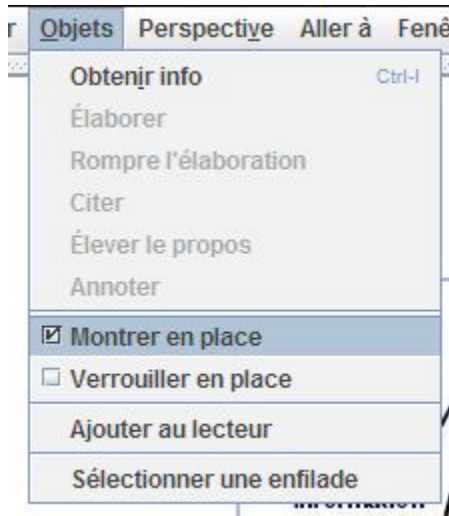 r Objets Perspective Aller à Fenê
Obtenir info Ctrl-I
Élaborer
Rompre l'élaboration
Citer
Élever le propos
Annoter
Montrer en place
Verrouiller en place
Ajouter au lecteur
Sélectionner une enfilade